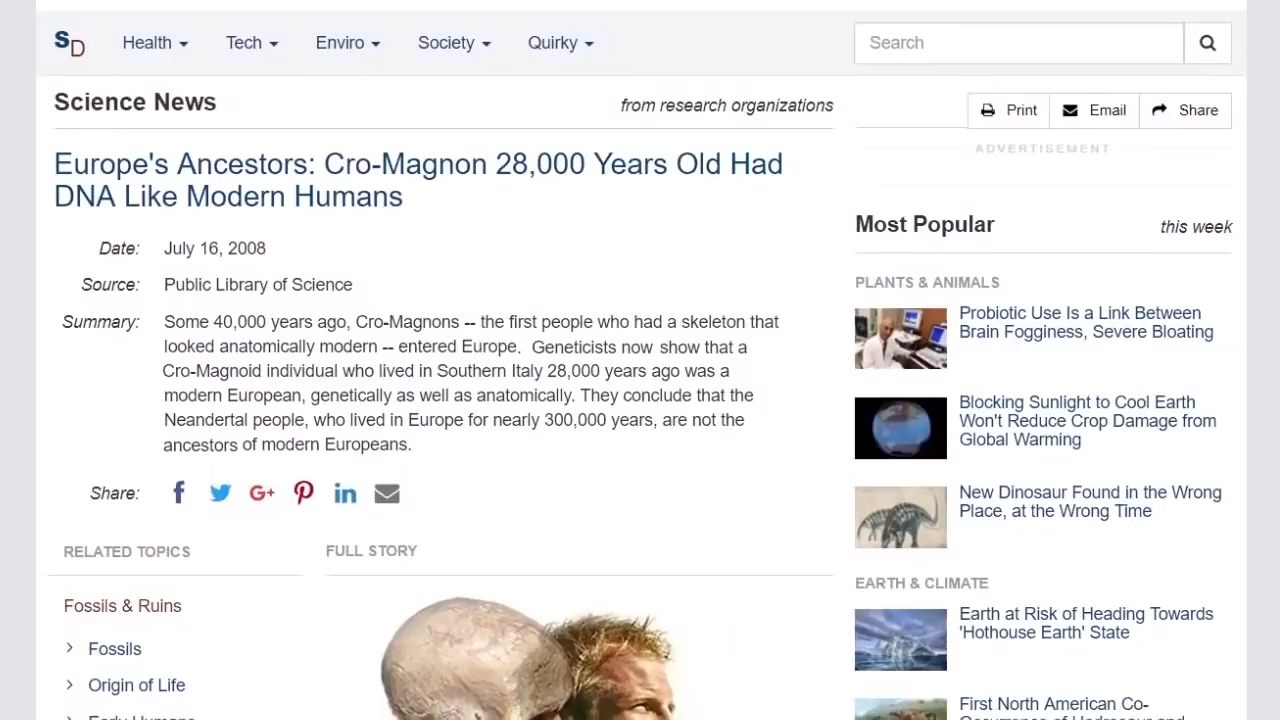 SD
Health
Tech
Enviro
Society
Quirky
Search
Science News
from research organizations
Print
Email
Share
Europe's Ancestors: Cro-Magnon 28,000 Years Old Had
DNA Like Modern Humans
Date:
July 16, 2008
Source:
Public Library of Science
Summary:
Some 40,000 years ago, Cro-Magnons -- the first people who had a skeleton that
looked anatomically modern -- entered Europe. Geneticists now show that a
Cro-Magnoid individual who lived in Southern Italy 28,000 years ago was a
modern European, genetically as well as anatomically. They conclude that the
Neandertal people, who lived in Europe for nearly 300,000 years, are not the
ancestors of modern Europeans.
Share:
f
G+
in
RELATED TOPICS
Fossils & Ruins
Fossils
Origin of Life
Early Humans
FULL STORY
ADVERTISEMENT
Most Popular
this week
PLANTS & ANIMALS
Probiotic Use Is a Link Between
Brain Fogginess, Severe Bloating
Blocking Sunlight to Cool Earth
Won't Reduce Crop Damage from
Global Warming
New Dinosaur Found in the Wrong
Place, at the Wrong Time
EARTH & CLIMATE
Earth at Risk of Heading Towards
'Hothouse Earth' State
First North American Co-